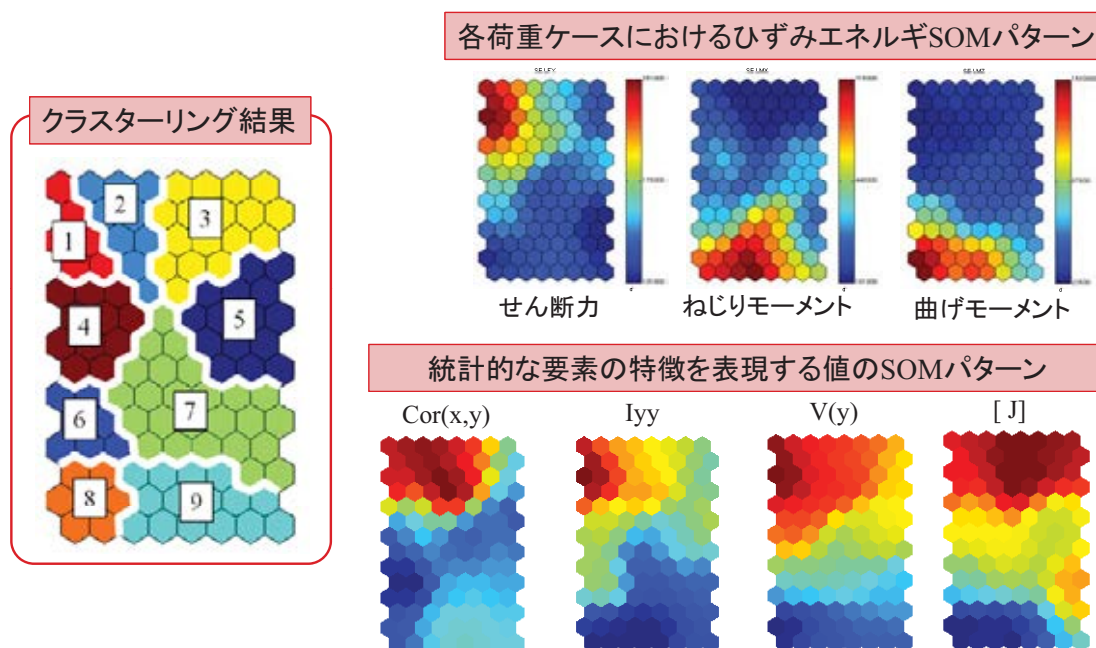 各荷重ケースにおけるひずみエネルギSOMパターン
クラスターリング結果
1
2
3
4
5
6
7
8
9
せん断力
ねじりモーメント
曲げモーメント
統計的な要素の特徴を表現する値のSOMパターン
Cor(x,y)
Iyy
V(y)
[ J]